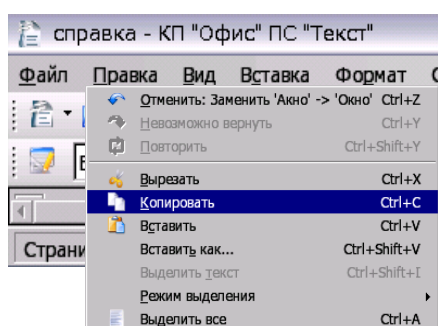 справка - КП "Офис" ПС "Текст"
Файл Правка Вид Вставка Формат
Отменить: Заменить 'Акно' -> 'Окно' Ctrl+Z
Невозможно вернуть Ctrl+Y
Повторить Ctrl+Shift+Y
Вырезать Ctrl+X
Копировать Ctrl+C
Вставить Ctrl+V
Вставить как... Ctrl+Shift+V
Выделить текст Ctrl+Shift+I
Режим выделения
Выделить все Ctrl+A
Страни